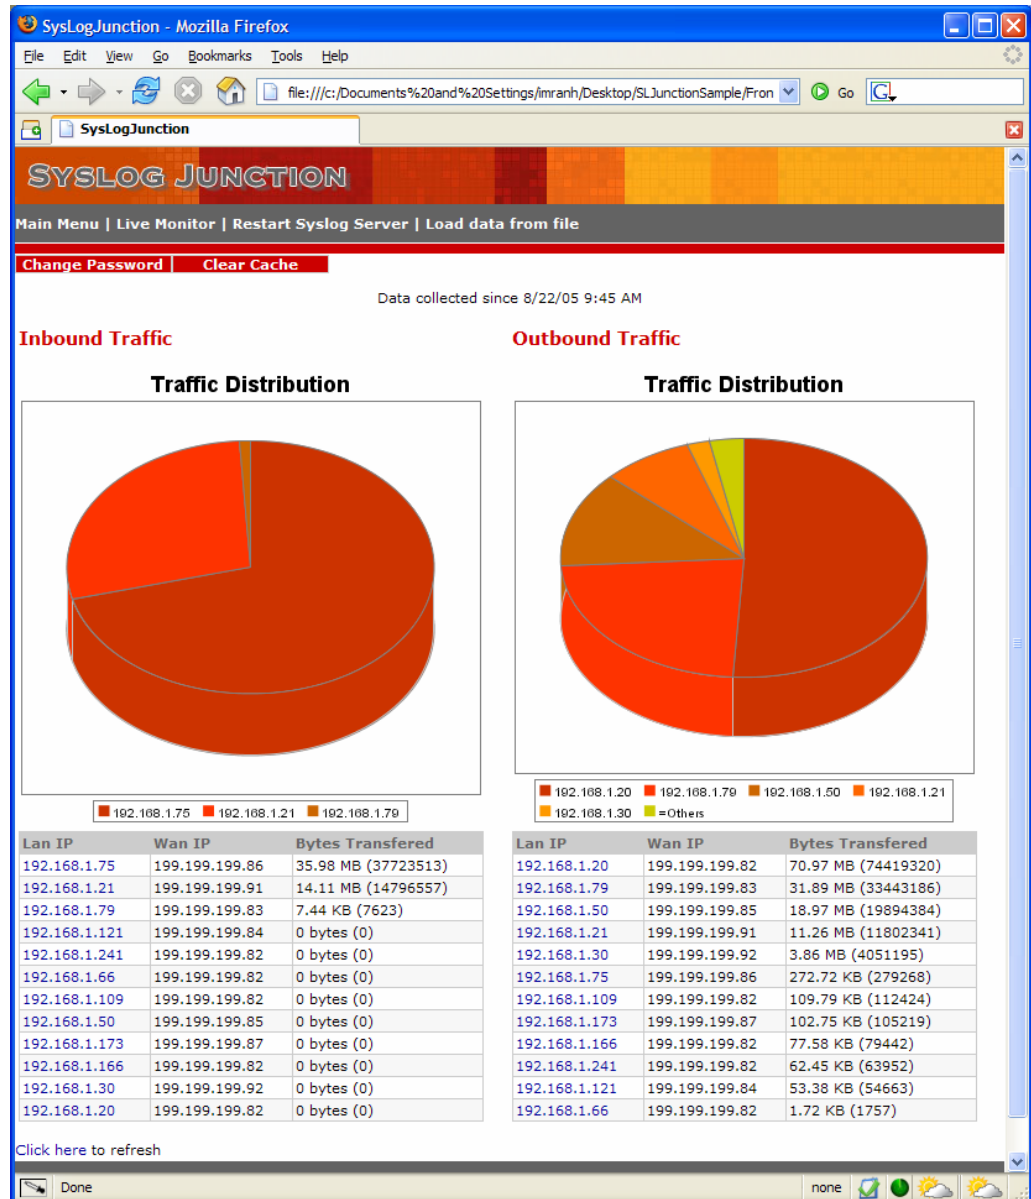 SysLogJunction - Mozilla Firefox
File Edit View Go Bookmarks Tools Help
file:///c:/Documents%20and%20Settings/imranh/Desktop/SLJunctionSample/Fron Go G
SysLogJunction
SYSLOG JUNCTION
Main Menu | Live Monitor | Restart Syslog Server | Load data from file
Change Password | Clear Cache
Data collected since 8/22/05 9:45 AM
Inbound Traffic
Traffic Distribution
192.168.1.75 192.168.1.21 192.168.1.79
Lan IP Wan IP Bytes Transfered
192.168.1.75 199.199.199.86 35.98 MB (37723513)
192.168.1.21 199.199.199.91 14.11 MB (14796557)
192.168.1.79 199.199.199.83 7.44 KB (7623)
192.168.1.121 199.199.199.84 0 bytes (0)
192.168.1.241 199.199.199.82 0 bytes (0)
192.168.1.66 199.199.199.82 0 bytes (0)
192.168.1.109 199.199.199.82 0 bytes (0)
192.168.1.50 199.199.199.85 0 bytes (0)
192.168.1.173 199.199.199.87 0 bytes (0)
192.168.1.166 199.199.199.82 0 bytes (0)
192.168.1.30 199.199.199.92 0 bytes (0)
192.168.1.20 199.199.199.82 0 bytes (0)
Outbound Traffic
Traffic Distribution
192.168.1.20 192.168.1.79 192.168.1.50 192.168.1.21
192.168.1.30 =Others
Lan IP Wan IP Bytes Transfered
192.168.1.20 199.199.199.82 70.97 MB (74419320)
192.168.1.79 199.199.199.83 31.89 MB (33443186)
192.168.1.50 199.199.199.85 18.97 MB (19894384)
192.168.1.21 199.199.199.91 11.26 MB (11802341)
192.168.1.30 199.199.199.92 3.86 MB (4051195)
192.168.1.75 199.199.199.86 272.72 KB (279268)
192.168.1.109 199.199.199.82 109.79 KB (112424)
192.168.1.173 199.199.199.87 102.75 KB (105219)
192.168.1.166 199.199.199.82 77.58 KB (79442)
192.168.1.241 199.199.199.82 62.45 KB (63952)
192.168.1.121 199.199.199.84 53.38 KB (54663)
192.168.1.66 199.199.199.82 1.72 KB (1757)
Click here to refresh
Done none